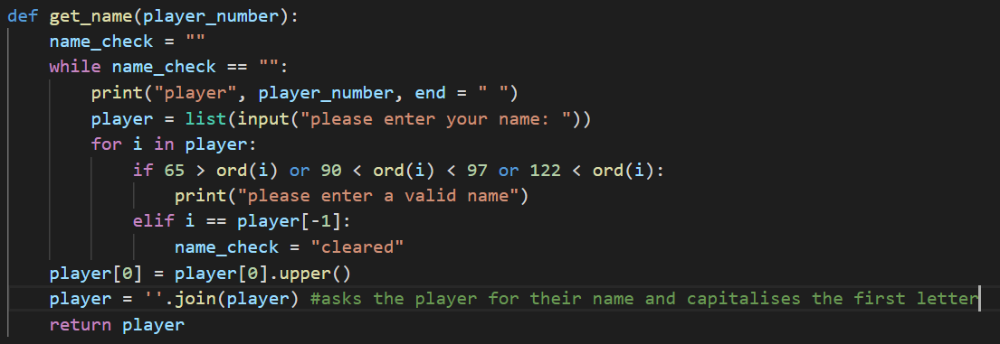 def get_name(player_number):
    name_check = ""
    while name_check == "":
        print("player", player_number, end = " ")
        player = list(input("please enter your name: "))
        for i in player:
            if 65 > ord(i) or 90 < ord(i) < 97 or 122 < ord(i):
                print("please enter a valid name")
            elif i == player[-1]:
                name_check = "cleared"
    player[0] = player[0].upper()
    player = ''.join(player) #asks the player for their name and capitalises the first letter
    return player